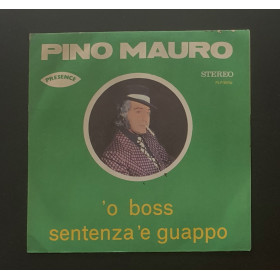 PINO MAURO
PRESENCE
STEREO
'o boss
sentenza 'e guappo